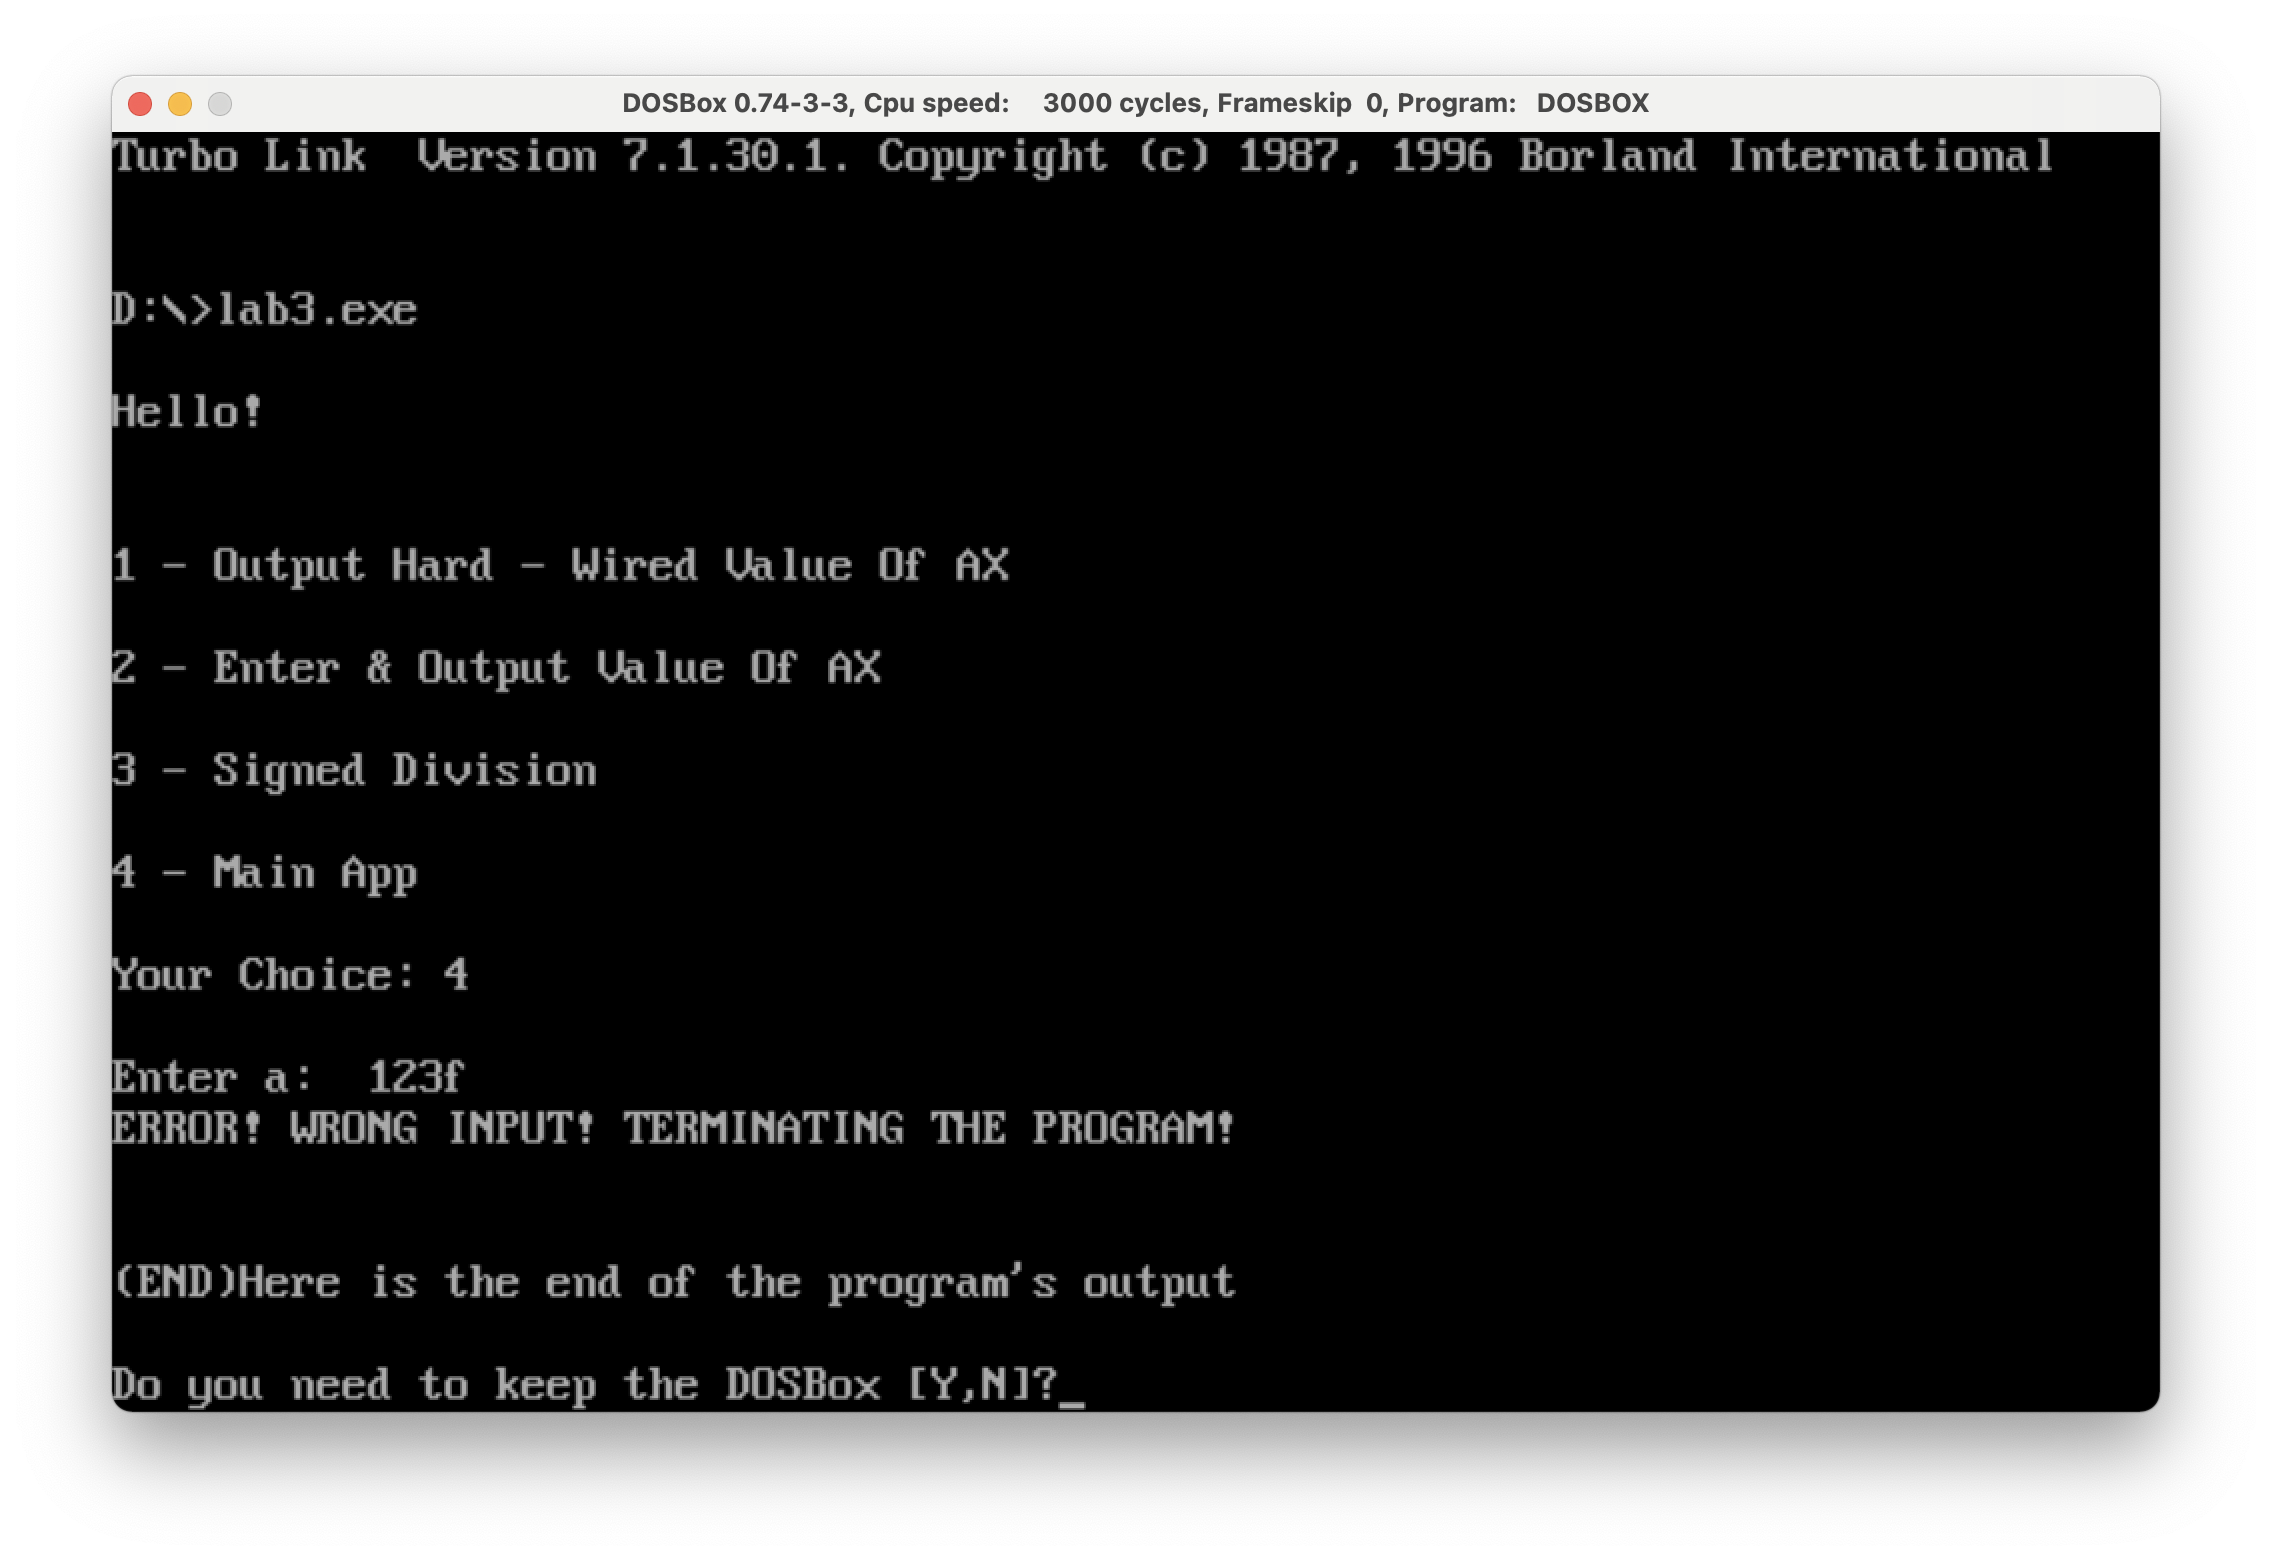 DOSBox 0.74-3-3, Cpu speed: 3000 cycles, Frameskip 0, Program: DOSBOX
Turbo Link Version 7.1.30.1. Copyright (c) 1987, 1996 Borland International
D:\>lab3.exe
Hello!
1 - Output Hard - Wired Value Of AX
2 - Enter & Output Value Of AX
3 - Signed Division
4 - Main App
Your Choice: 4
Enter a: 123f
ERROR! WRONG INPUT! TERMINATING THE PROGRAM!
(END)Here is the end of the program's output
Do you need to keep the DOSBox [Y,N]?_